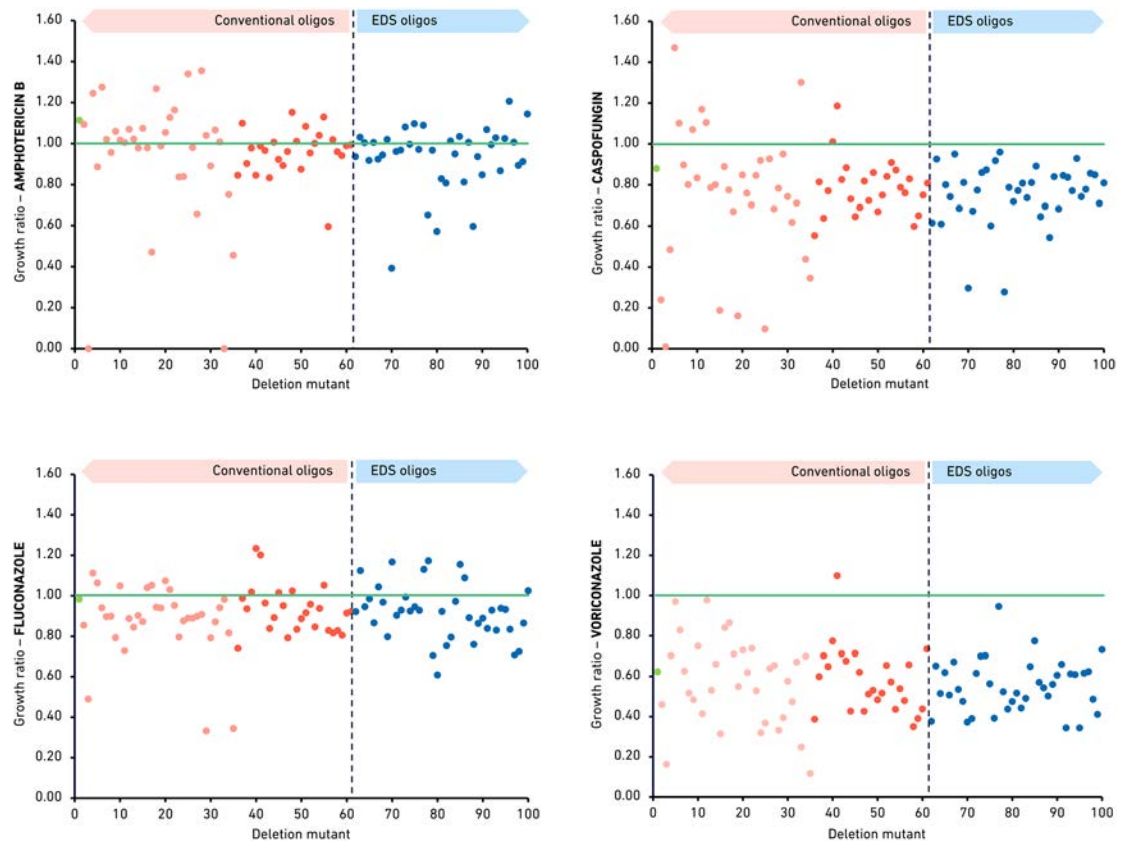 Conventional oligos EDS oligos
1.60
1.40
1.20
1.00
0.80
0.60
0.40
0.20
0.00
Growth ratio – AMPHOTERICIN B
0 10 20 30 40 50 60 70 80 90 100
Deletion mutant
Conventional oligos EDS oligos
1.60
1.40
1.20
1.00
0.80
0.60
0.40
0.20
0.00
Growth ratio – CASPOFUNGIN
0 10 20 30 40 50 60 70 80 90 100
Deletion mutant
Conventional oligos EDS oligos
1.60
1.40
1.20
1.00
0.80
0.60
0.40
0.20
0.00
Growth ratio – FLUCONAZOLE
0 10 20 30 40 50 60 70 80 90 100
Deletion mutant
Conventional oligos EDS oligos
1.60
1.40
1.20
1.00
0.80
0.60
0.40
0.20
0.00
Growth ratio – VORICONAZOLE
0 10 20 30 40 50 60 70 80 90 100
Deletion mutant